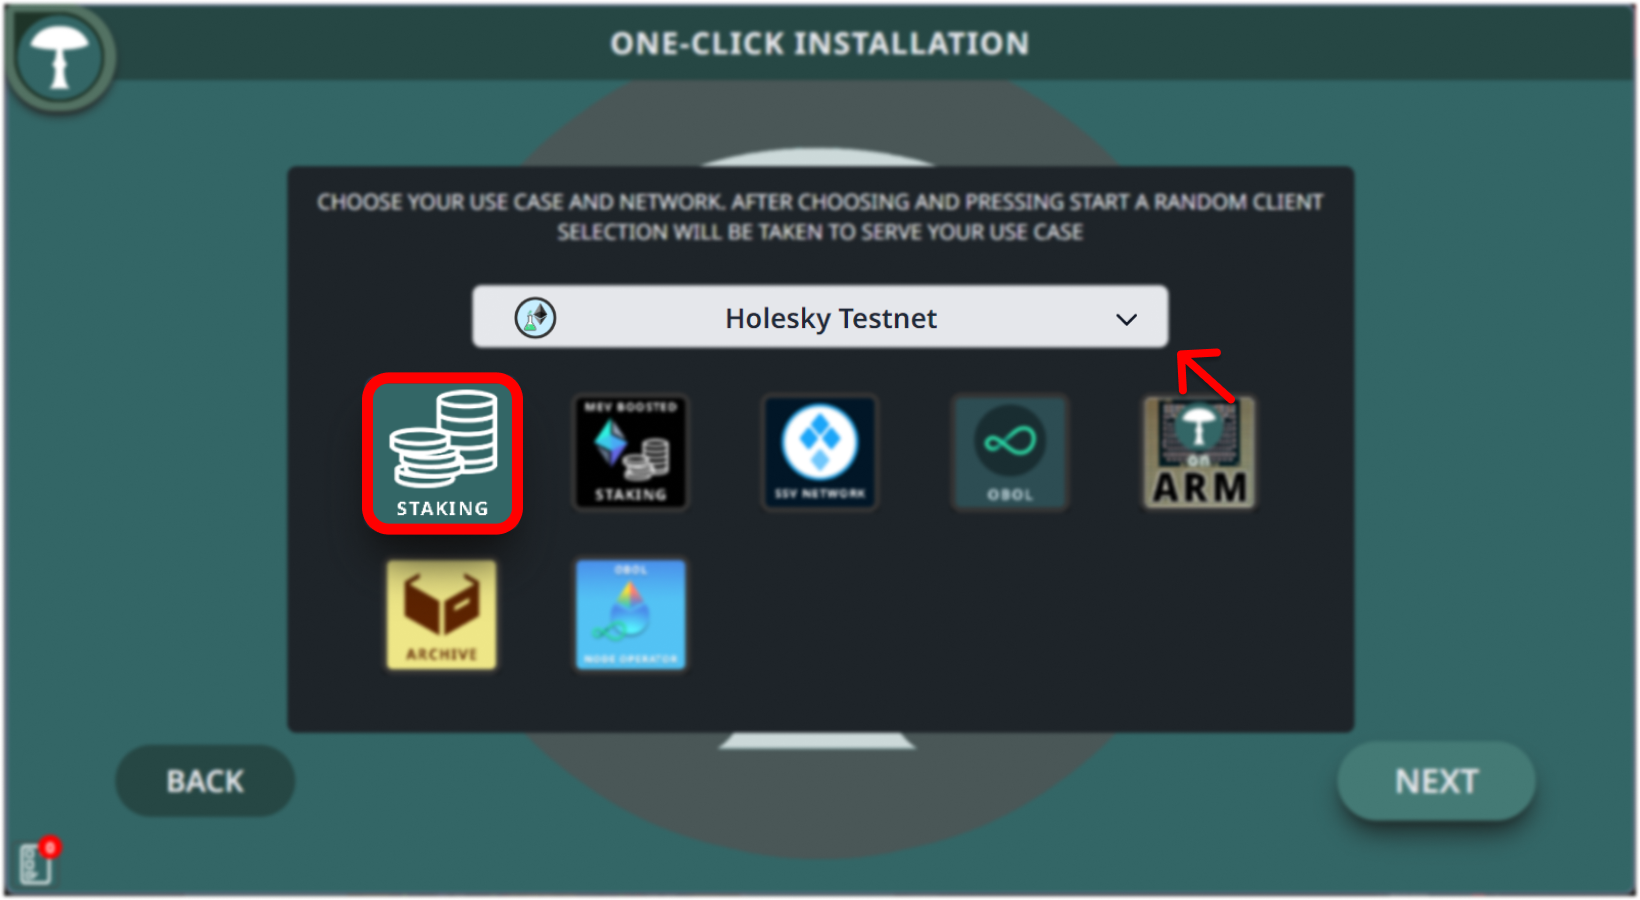 ONE-CLICK INSTALLATION
CHOOSE YOUR USE CASE AND NETWORK. AFTER CHOOSING AND PRESSING START A RANDOM CLIENT
SELECTION WILL BE TAKEN TO SERVE YOUR USE CASE
Holesky Testnet
STAKING
MEV BOOSTED
STAKING
SSV NETWORK
OBOL
on
ARM
ARCHIVE
OBOL
NODE OPERATOR
BACK
NEXT
0